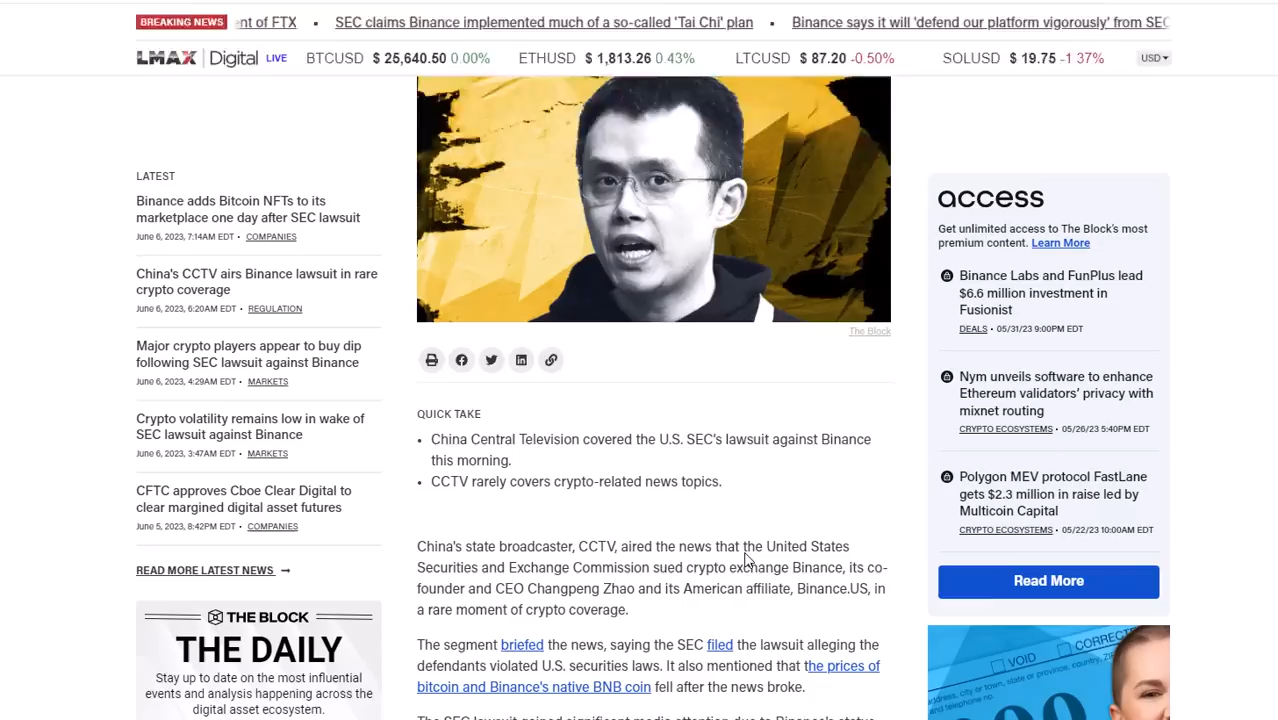 BREAKING NEWS nt of FTX • SEC claims Binance implemented much of a so-called 'Tai Chi' plan • Binance says it will 'defend our platform vigorously' from SEC
LMAX Digital LIVE BTCUSD $ 25,640.50 0.00% ETHUSD $ 1,813.26 0.43% LTCUSD $ 87.20 -0.50% SOLUSD $ 19.75 -1 37% USD
LATEST
Binance adds Bitcoin NFTs to its
marketplace one day after SEC lawsuit
June 6, 2023, 7:14AM EDT • COMPANIES
China's CCTV airs Binance lawsuit in rare
crypto coverage
June 6, 2023, 6:20AM EDT • REGULATION
Major crypto players appear to buy dip
following SEC lawsuit against Binance
June 6, 2023, 4:29AM EDT • MARKETS
Crypto volatility remains low in wake of
SEC lawsuit against Binance
June 6, 2023, 3:47AM EDT • MARKETS
CFTC approves Cboe Clear Digital to
clear margined digital asset futures
June 5, 2023, 8:42PM EDT • COMPANIES
READ MORE LATEST NEWS →
THE BLOCK
THE DAILY
Stay up to date on the most influential
events and analysis happening across the
digital asset ecosystem.
The Block
QUICK TAKE
• China Central Television covered the U.S. SEC's lawsuit against Binance
this morning.
• CCTV rarely covers crypto-related news topics.
China's state broadcaster, CCTV, aired the news that the United States
Securities and Exchange Commission sued crypto exchange Binance, its co-
founder and CEO Changpeng Zhao and its American affiliate, Binance.US, in
a rare moment of crypto coverage.
The segment briefed the news, saying the SEC filed the lawsuit alleging the
defendants violated U.S. securities laws. It also mentioned that the prices of
bitcoin and Binance's native BNB coin fell after the news broke.
The SEC lawsuit gained significant media attention due to Binance's status
access
Get unlimited access to The Block's most
premium content. Learn More
Binance Labs and FunPlus lead
$6.6 million investment in
Fusionist
DEALS • 05/31/23 9:00PM EDT
Nym unveils software to enhance
Ethereum validators' privacy with
mixnet routing
CRYPTO ECOSYSTEMS • 05/26/23 5:40PM EDT
Polygon MEV protocol FastLane
gets $2.3 million in raise led by
Multicoin Capital
CRYPTO ECOSYSTEMS • 05/22/23 10:00AM EDT
Read More
VOID
CORRECTE